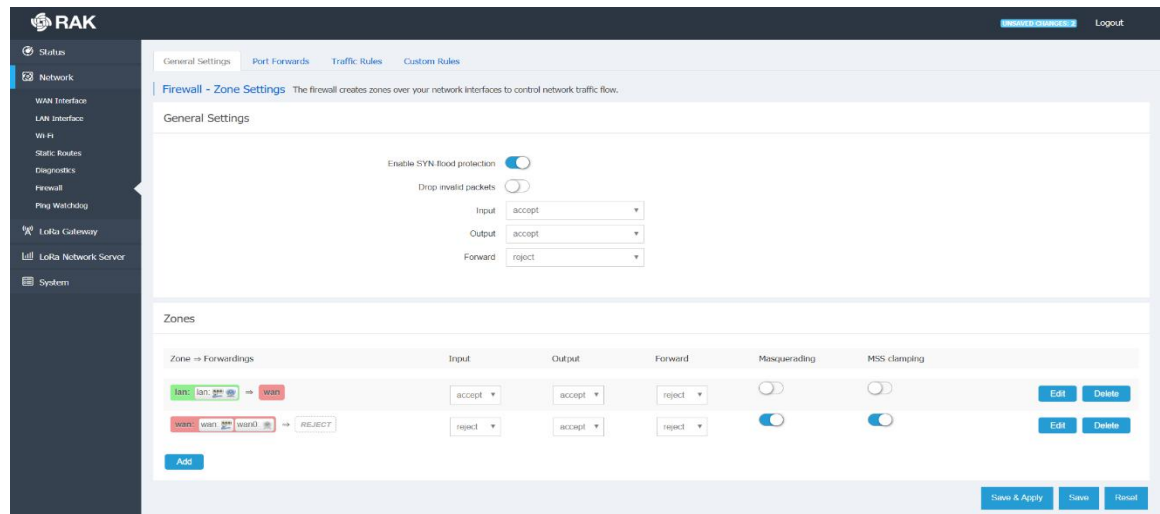 RAK
UNSAVED CHANGES: 2 Logout
Status
Network
WAN Interface
LAN Interface
Wi-Fi
Static Routes
Diagnostics
Firewall
Ping Watchdog
LoRa Gateway
LoRa Network Server
System
General Settings Port Forwards Traffic Rules Custom Rules
Firewall - Zone Settings The firewall creates zones over your network interfaces to control network traffic flow.
General Settings
Enable SYN-flood protection
Drop invalid packets
Input accept
Output accept
Forward reject
Zones
Zone ⇒ Forwardings Input Output Forward Masquerading MSS clamping
lan: lan: ⇒ wan accept accept reject Edit Delete
wan: wan: wan0 ⇒ REJECT reject accept reject Edit Delete
Add
Save & Apply Save Reset